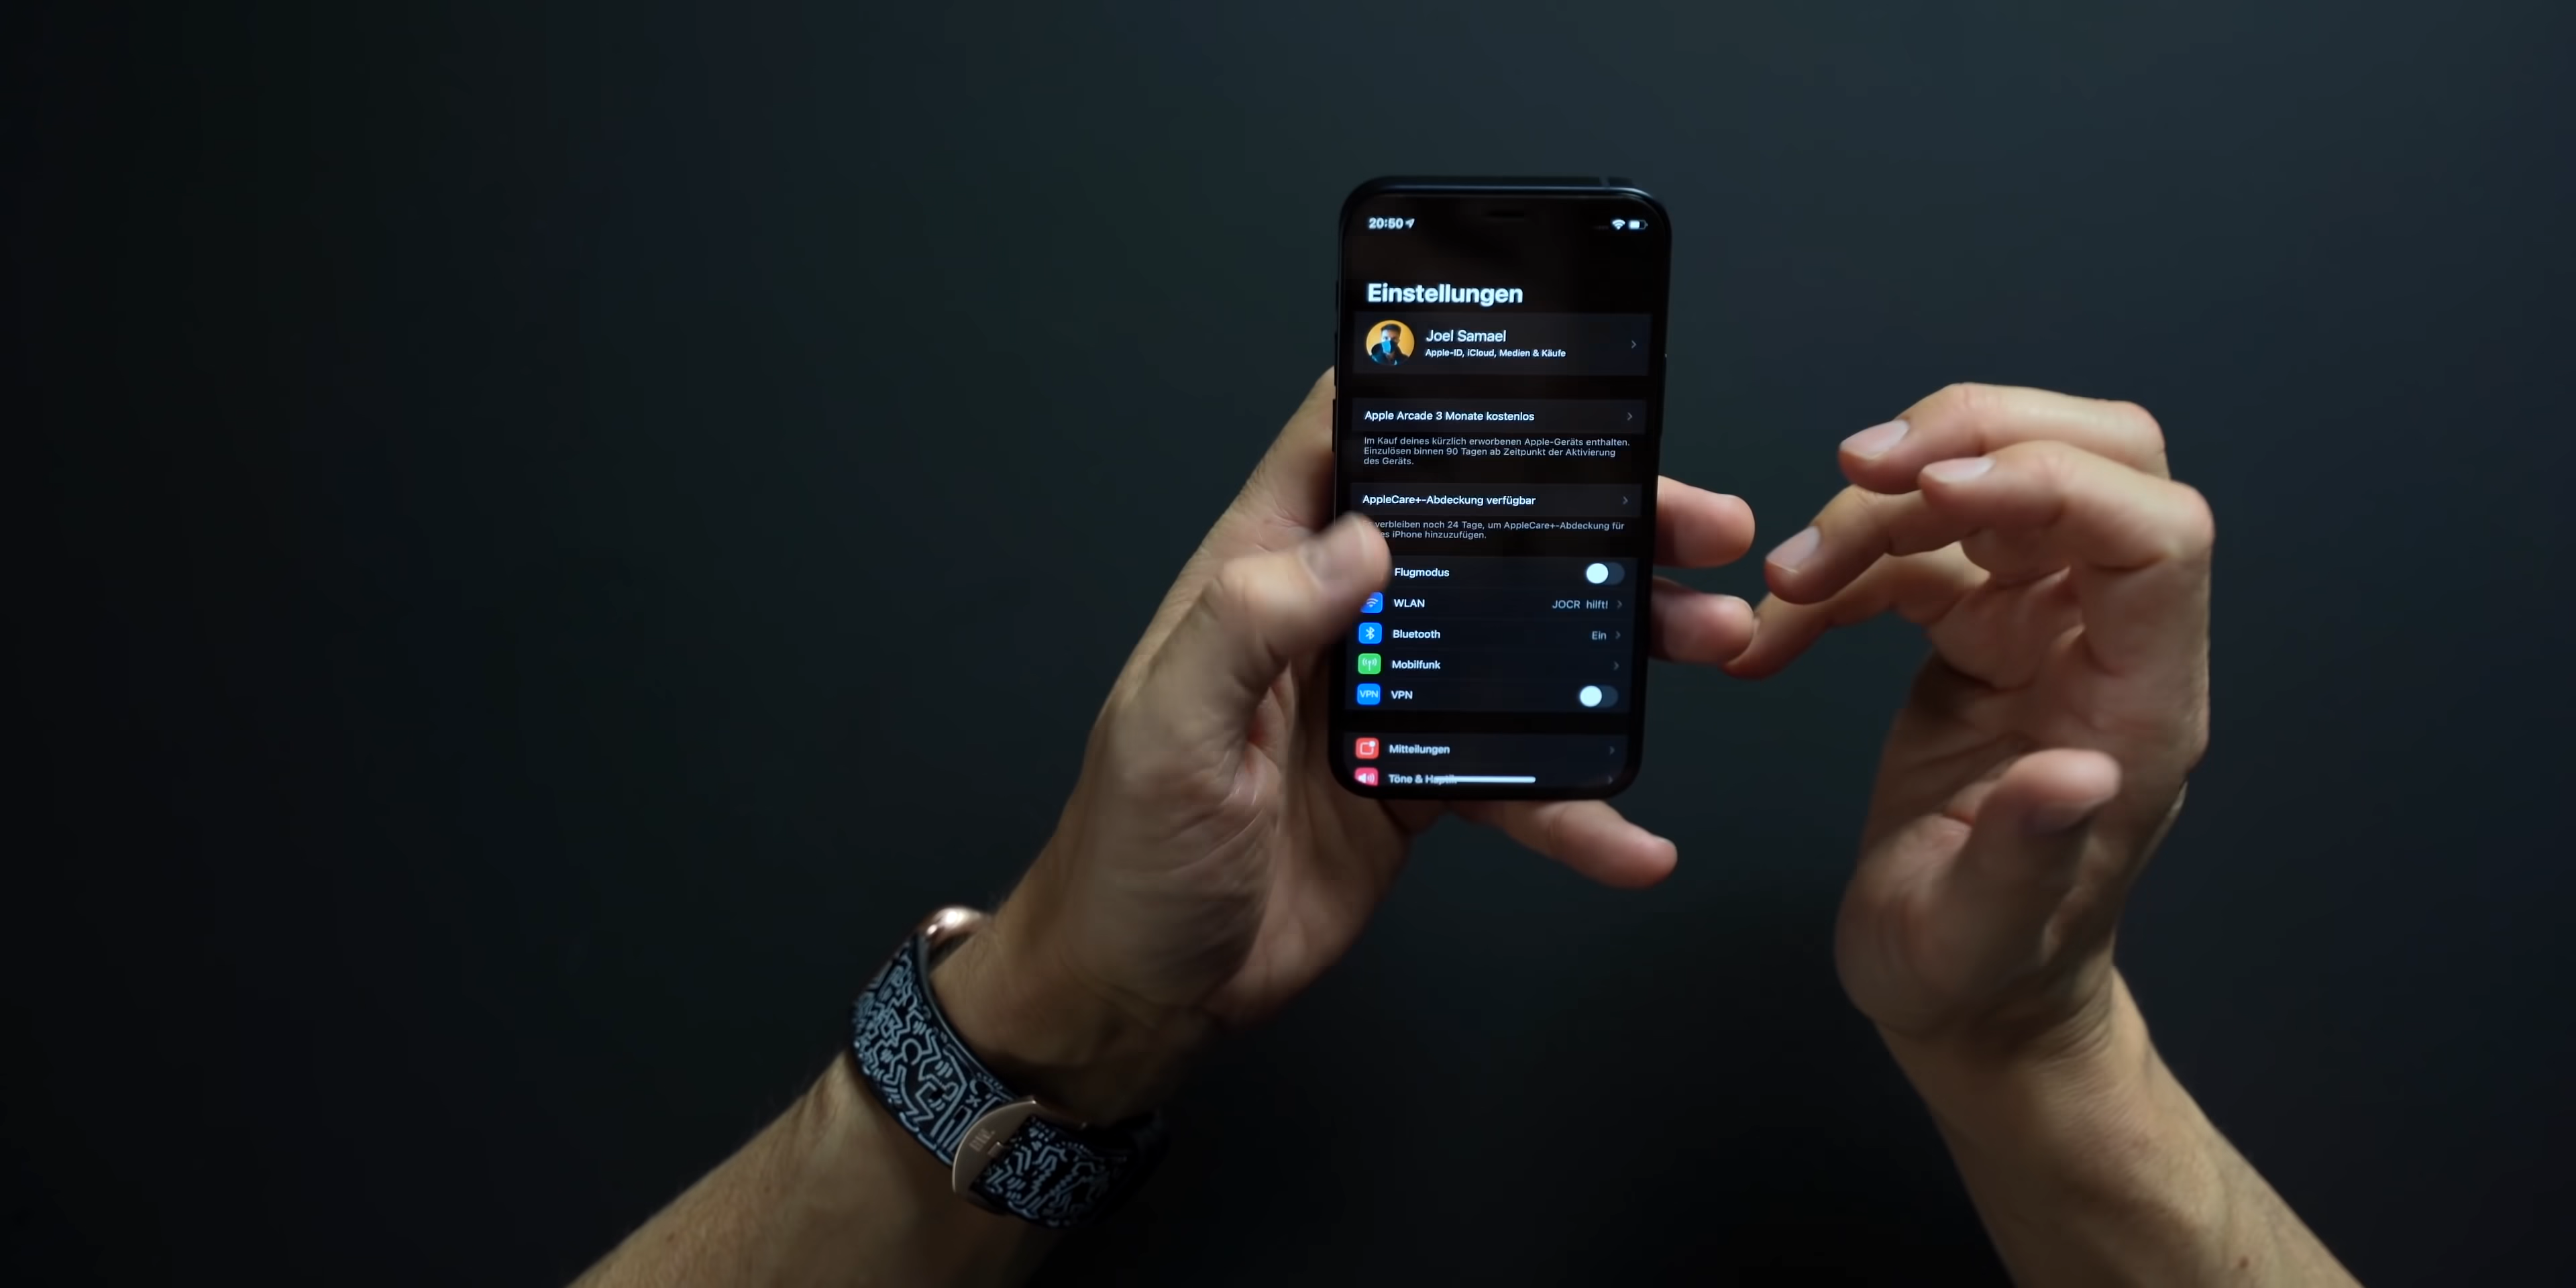 20:50
Einstellungen
Joel Samael
Apple-ID, iCloud, Medien & Käufe
Apple Arcade 3 Monate kostenlos
Im Kauf deines kürzlich erworbenen Apple-Geräts enthalten.
Einzulösen binnen 90 Tagen ab Zeitpunkt der Aktivierung
des Geräts.
AppleCare+-Abdeckung verfügbar
verbleiben noch 24 Tage, um AppleCare+-Abdeckung für
iPhone hinzuzufügen.
Flugmodus
WLAN JOCR hilft!
Bluetooth Ein
Mobilfunk
VPN VPN
Mitteilungen
Töne & Haptik